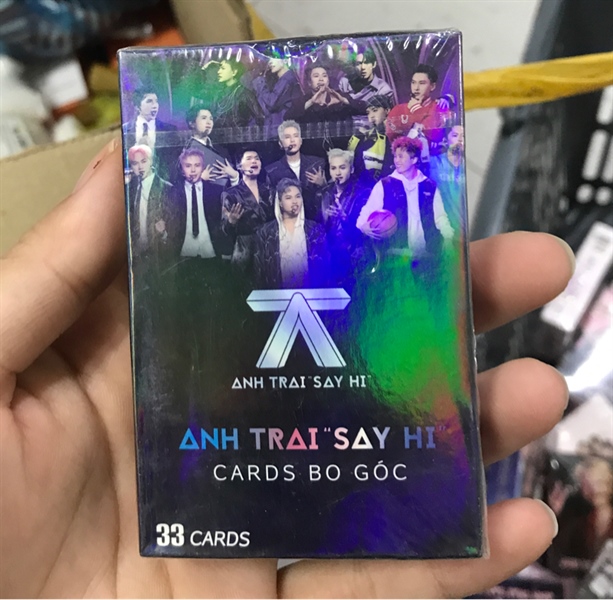 ANH TRAI "SAY HI"
ANH TRAI "SAY HI"
CARDS BO GÓC
33 CARDS